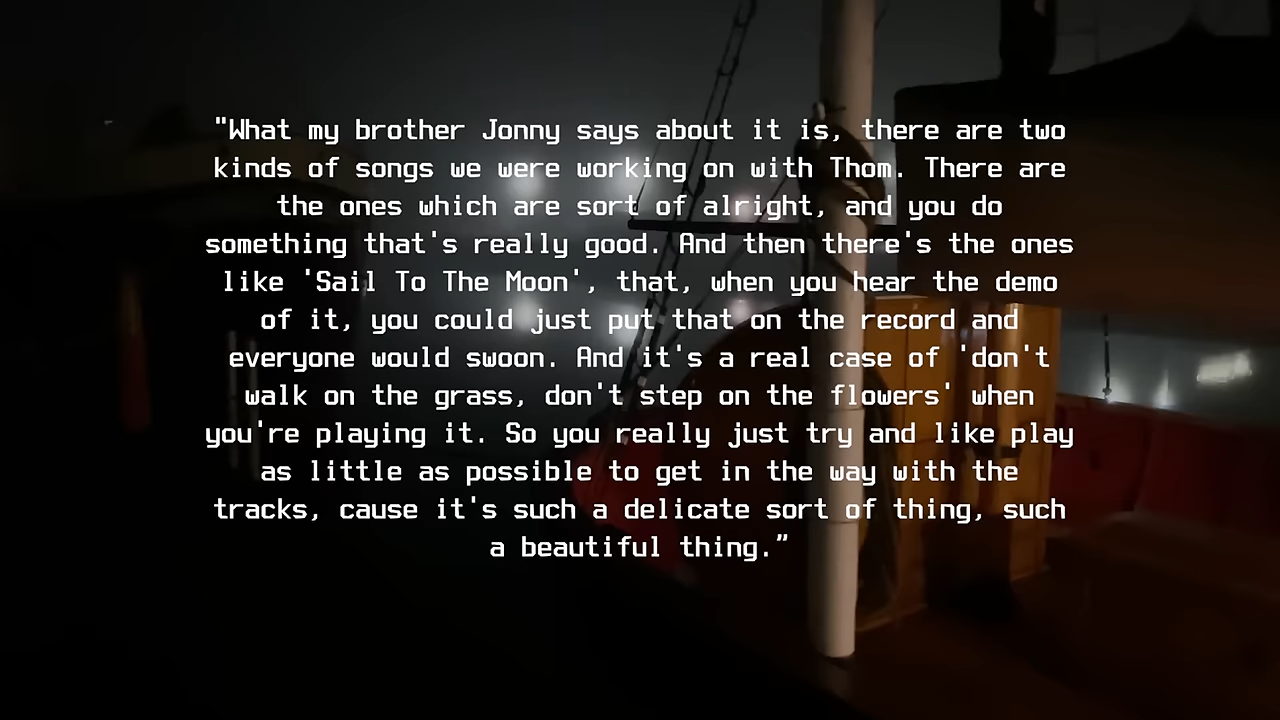 "What my brother Jonny says about it is, there are two
kinds of songs we were working on with Thom. There are
the ones which are sort of alright, and you do
something that's really good. And then there's the ones
like 'Sail To The Moon', that, when you hear the demo
of it, you could just put that on the record and
everyone would swoon. And it's a real case of 'don't
walk on the grass, don't step on the flowers' when
you're playing it. So you really just try and like play
as little as possible to get in the way with the
tracks, cause it's such a delicate sort of thing, such
a beautiful thing.”